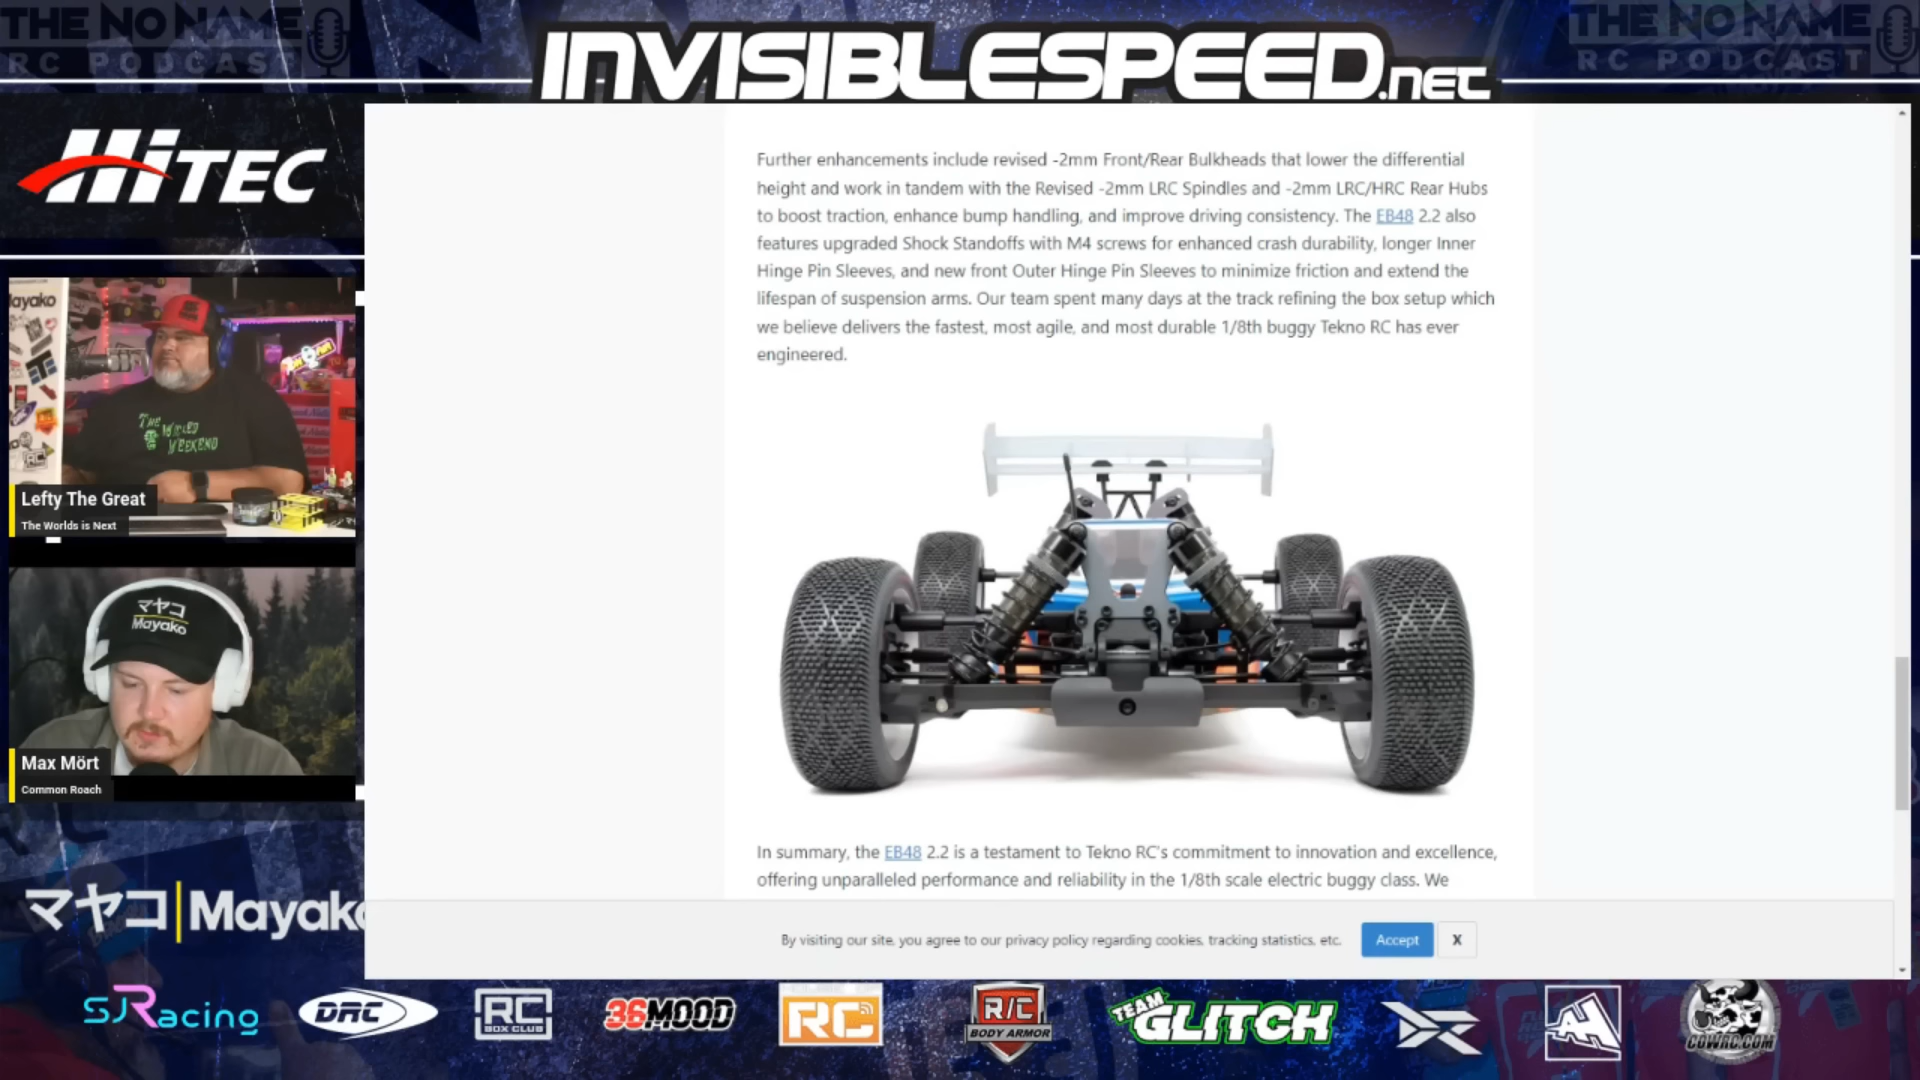 THE NO NAME
RC PODCAST
INVISIBLESPEED.net
THE NO NAME
RC PODCAST
HiTEC
Further enhancements include revised -2mm Front/Rear Bulkheads that lower the differential
height and work in tandem with the Revised -2mm LRC Spindles and -2mm LRC/HRC Rear Hubs
to boost traction, enhance bump handling, and improve driving consistency. The EB48 2.2 also
features upgraded Shock Standoffs with M4 screws for enhanced crash durability, longer Inner
Hinge Pin Sleeves, and new front Outer Hinge Pin Sleeves to minimize friction and extend the
lifespan of suspension arms. Our team spent many days at the track refining the box setup which
we believe delivers the fastest, most agile, and most durable 1/8th buggy Tekno RC has ever
engineered.
ayako
THE WICKED
WEEKEND
Lefty The Great
The Worlds is Next
マヤコ
Mayako
Max Mört
Common Roach
In summary, the EB48 2.2 is a testament to Tekno RC's commitment to innovation and excellence,
offering unparalleled performance and reliability in the 1/8th scale electric buggy class. We
マヤコ|Mayako
By visiting our site, you agree to our privacy policy regarding cookies, tracking statistics, etc.
Accept
X
SJRacing
DRC
RC
BOX CLUB
36MOOD
RC
R/C
BODY ARMOR
TEAM
GLITCH
COWRC.COM